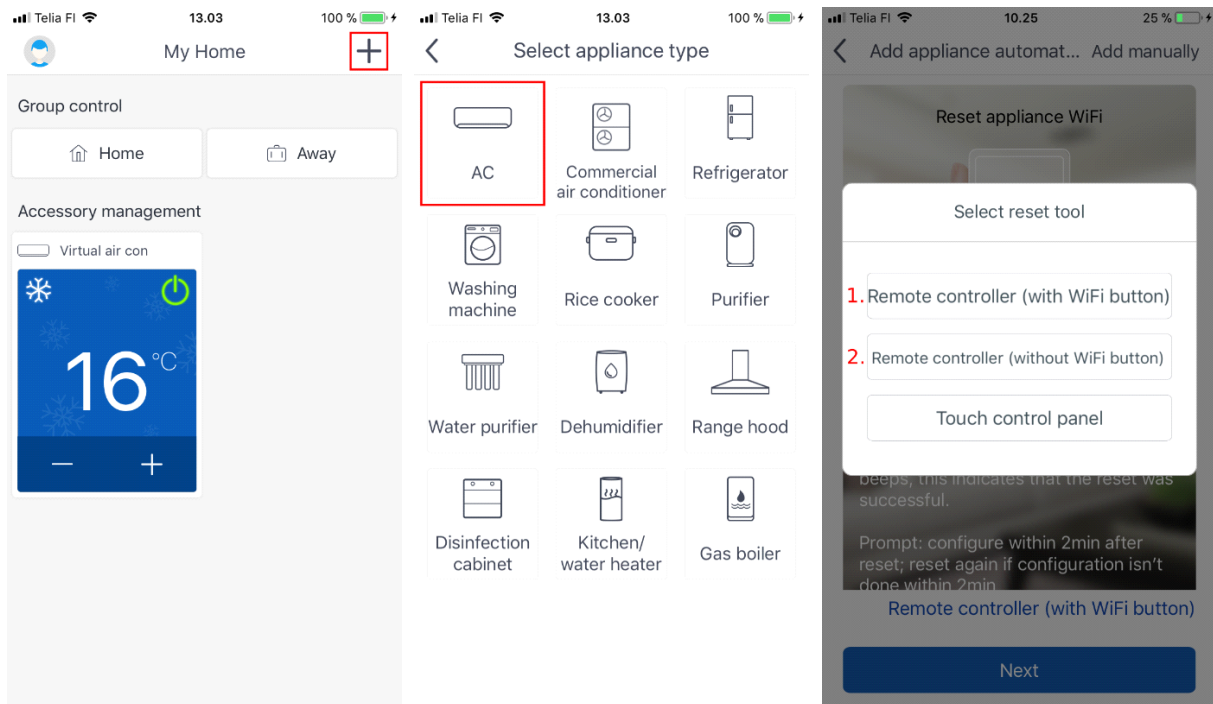 Telia FI 13.03 100 %
My Home
Group control
Home Away
Accessory management
Virtual air con
16°C
Telia FI 13.03 100 %
Select appliance type
AC
Commercial
air conditioner
Refrigerator
Washing
machine
Rice cooker
Purifier
Water purifier
Dehumidifier
Range hood
Disinfection
cabinet
Kitchen/
water heater
Gas boiler
Telia FI 10.25 25 %
Add appliance automat... Add manually
Reset appliance WiFi
Select reset tool
1. Remote controller (with WiFi button)
2. Remote controller (without WiFi button)
Touch control panel
beeps, this indicates that the reset was
successful.
Prompt: configure within 2min after
reset; reset again if configuration isn't
done within 2min
Remote controller (with WiFi button)
Next